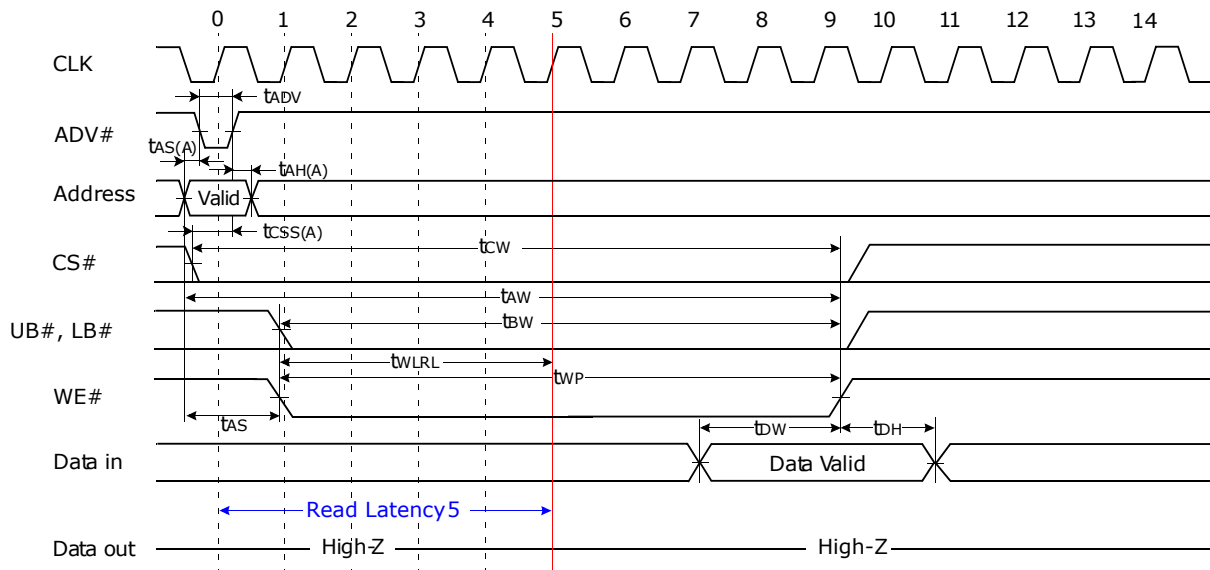 0 1 2 3 4 5 6 7 8 9 10 11 12 13 14
CLK
tADV
ADV#
tAS(A)
tAH(A)
Address
Valid
tCSS(A)
tCW
CS#
tAW
tBW
UB#, LB#
tWLRL
tWP
WE#
tAS
tDW
tDH
Data in
Data Valid
Read Latency5
Data out
High-Z
High-Z